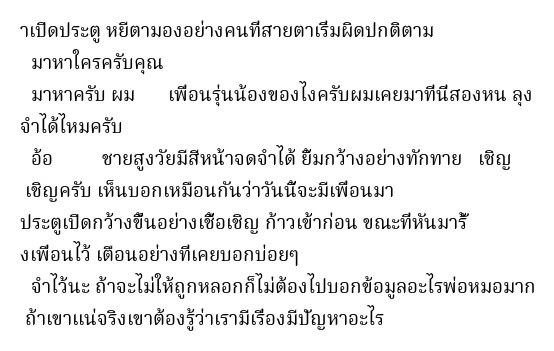 าเปิดประตู หยีตามองอย่างคนที่สายตาเริ่มผิดปกติตาม
มาหาใครครับคุณ
มาหาครับ ผม เพื่อนรุ่นน้องของไงครับผมเคยมาที่นี่สองหน ลุง
จำได้ไหมครับ
อ้อ ชายสูงวัยมีสีหน้าจดจำได้ ยิ้มกว้างอย่างทักทาย เชิญ
เชิญครับ เห็นบอกเหมือนกันว่าวันนี้จะมีเพื่อนมา
ประตูเปิดกว้างขึ้นอย่างเชื้อเชิญ ก้าวเข้าก่อน ขณะที่หันมารั้
งเพื่อนไว้ เตือนอย่างที่เคยบอกบ่อยๆ
จำไว้นะ ถ้าจะไม่ให้ถูกหลอกก็ไม่ต้องไปบอกข้อมูลอะไรพ่อหมอมาก
ถ้าเขาแน่จริงเขาต้องรู้ว่าเรามีเรื่องมีปัญหาอะไร